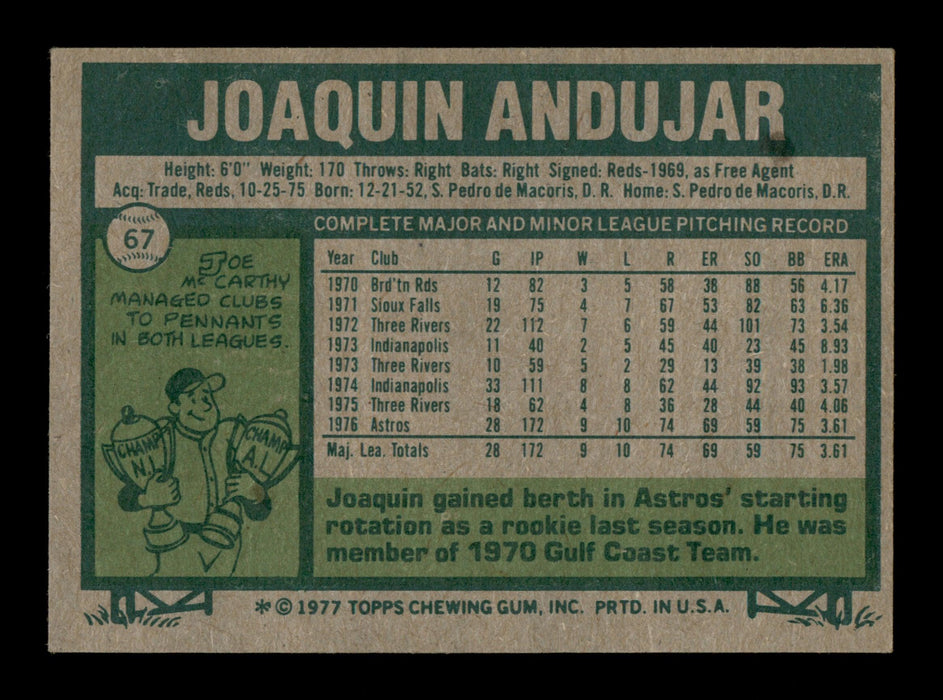 JOAQUIN ANDUJAR
Height: 6'0" Weight: 170 Throws: Right Bats: Right Signed: Reds-1969, as Free Agent
Acq: Trade, Reds, 10-25-75 Born: 12-21-52, S. Pedro de Macoris, D.R. Home: S. Pedro de Macoris, D.R.
67
JOE
McCARTHY
MANAGED CLUBS
TO PENNANTS
IN BOTH LEAGUES.
CHAMP
N.L.
CHAMP
A.L.
COMPLETE MAJOR AND MINOR LEAGUE PITCHING RECORD
Year Club G IP W L R ER SO BB ERA
1970 Brd'tn Rds 12 82 3 5 58 38 88 56 4.17
1971 Sioux Falls 19 75 4 7 67 53 82 63 6.36
1972 Three Rivers 22 112 7 6 59 44 101 73 3.54
1973 Indianapolis 11 40 2 5 45 40 23 45 8.93
1973 Three Rivers 10 59 5 2 29 13 39 38 1.98
1974 Indianapolis 33 111 8 8 62 44 92 93 3.57
1975 Three Rivers 18 62 4 8 36 28 44 40 4.06
1976 Astros 28 172 9 10 74 69 59 75 3.61
Maj. Lea. Totals 28 172 9 10 74 69 59 75 3.61
Joaquin gained berth in Astros' starting
rotation as a rookie last season. He was
member of 1970 Gulf Coast Team.
* © 1977 TOPPS CHEWING GUM, INC. PRTD. IN U.S.A.